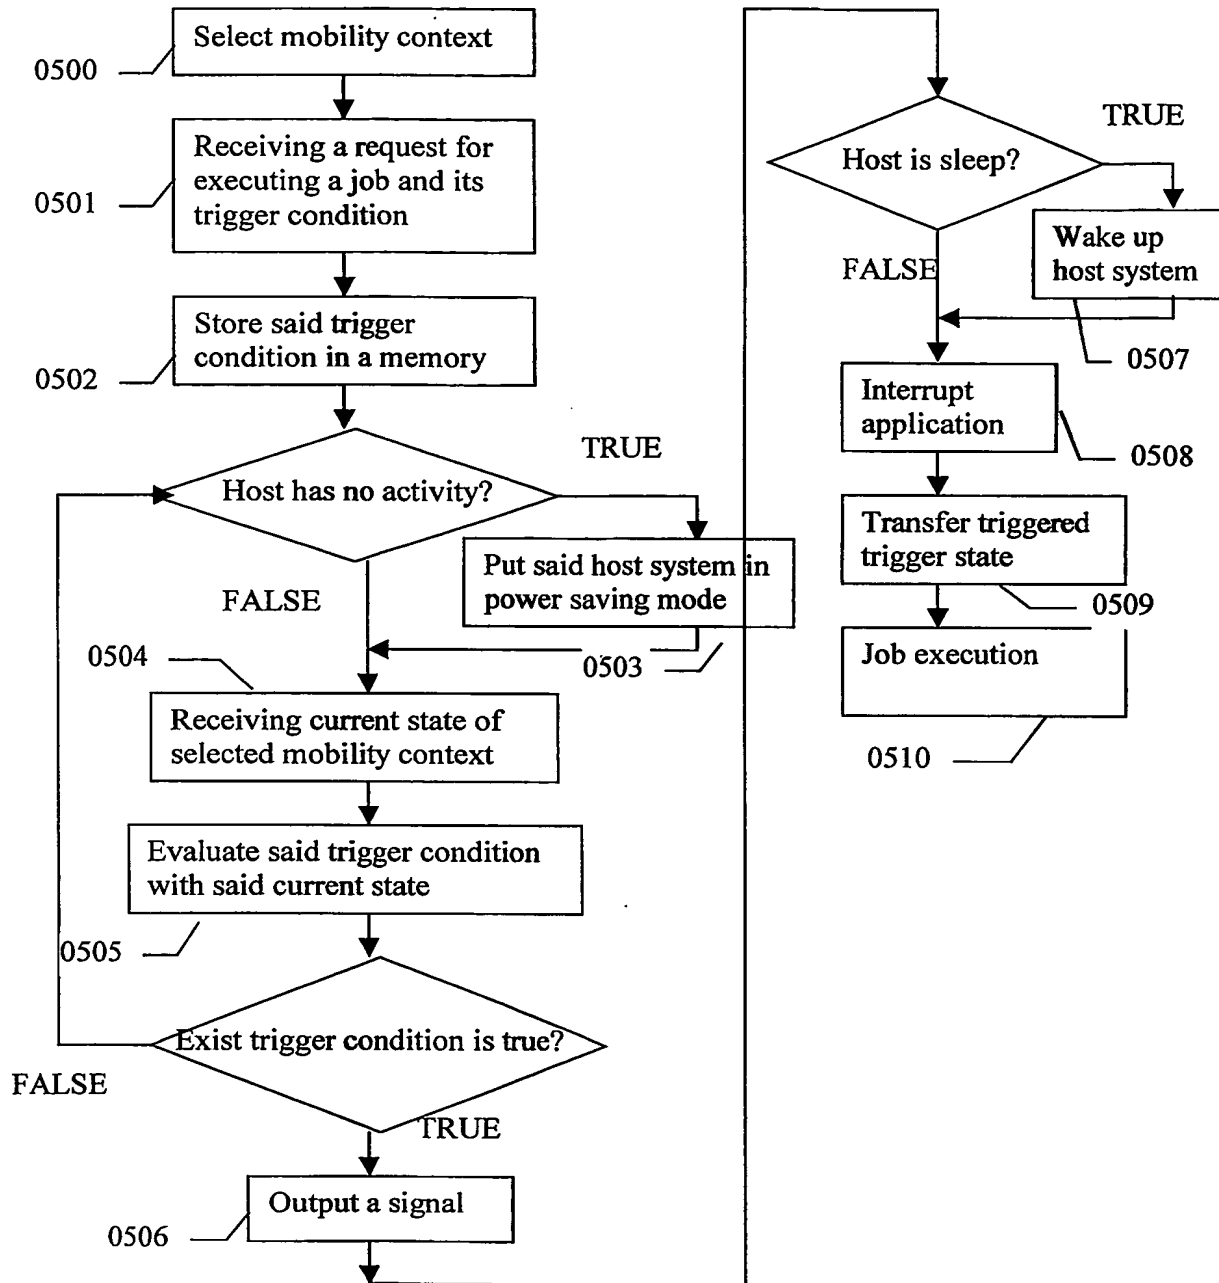 Select mobility context
0500
Receiving a request for
executing a job and its
trigger condition
0501
Store said trigger
condition in a memory
0502
TRUE
Host has no activity?
Put said host system in
power saving mode
FALSE
0503
0504
Receiving current state of
selected mobility context
Evaluate said trigger condition
with said current state
0505
Exist trigger condition is true?
FALSE
TRUE
Output a signal
0506
TRUE
Host is sleep?
Wake up
host system
FALSE
0507
Interrupt
application
0508
Transfer triggered
trigger state
0509
Job execution
0510